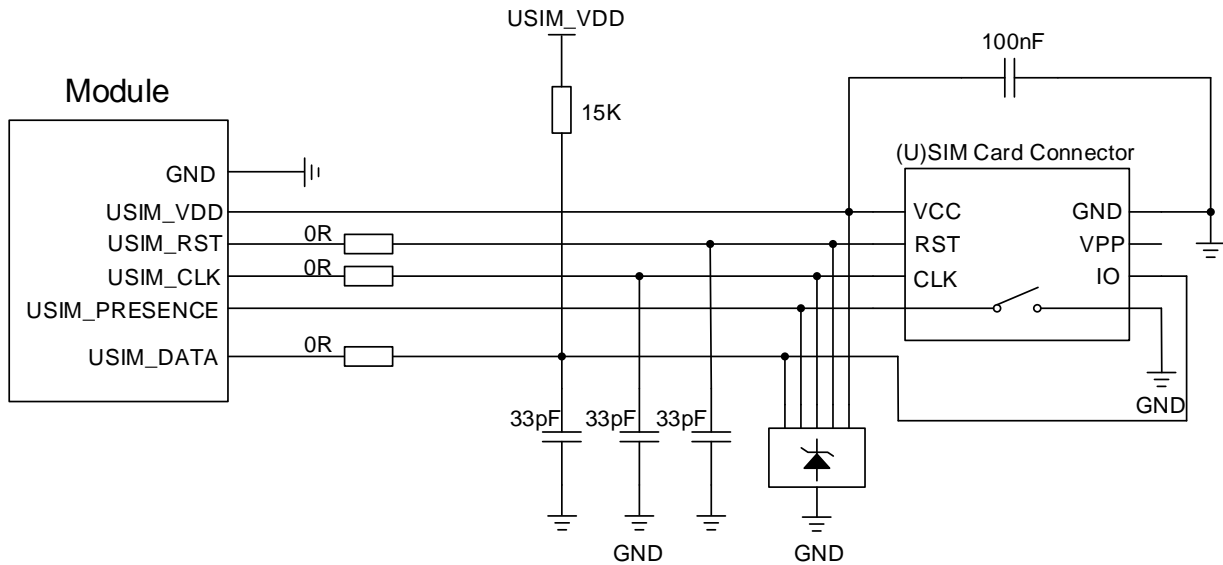 USIM_VDD
100nF
Module
15K
(U)SIM Card Connector
GND
USIM_VDD
VCC
GND
USIM_RST
0R
RST
VPP
USIM_CLK
0R
CLK
IO
USIM_PRESENCE
USIM_DATA
0R
GND
33pF
33pF
33pF
GND
GND